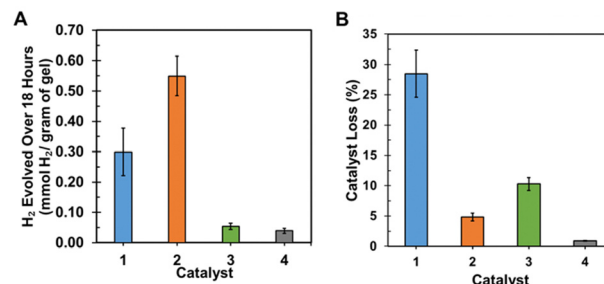 A
H₂ Evolved Over 18 Hours
(mmol H₂/ gram of gel)
0.70
0.60
0.50
0.40
0.30
0.20
0.10
0.00
1 2 3 4
Catalyst
B
Catalyst Loss (%)
35
30
25
20
15
10
5
0
1 2 3 4
Catalyst